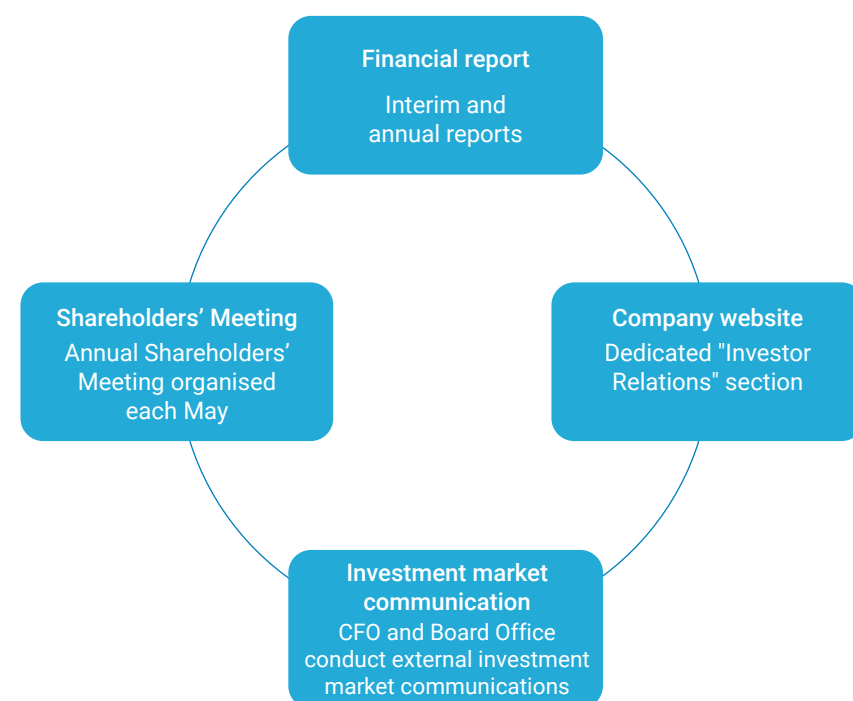 Financial report
Interim and
annual reports
Shareholders’ Meeting
Annual Shareholders’
Meeting organised
each May
Company website
Dedicated "Investor
Relations" section
Investment market
communication
CFO and Board Office
conduct external investment
market communications